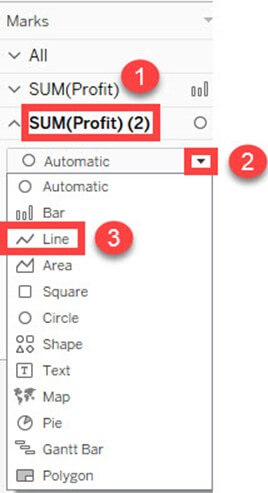 Marks
All
1
SUM(Profit)
SUM(Profit) (2)
Automatic
2
Automatic
Bar
Line
3
Area
Square
Circle
Shape
T Text
Map
Pie
Gantt Bar
Polygon